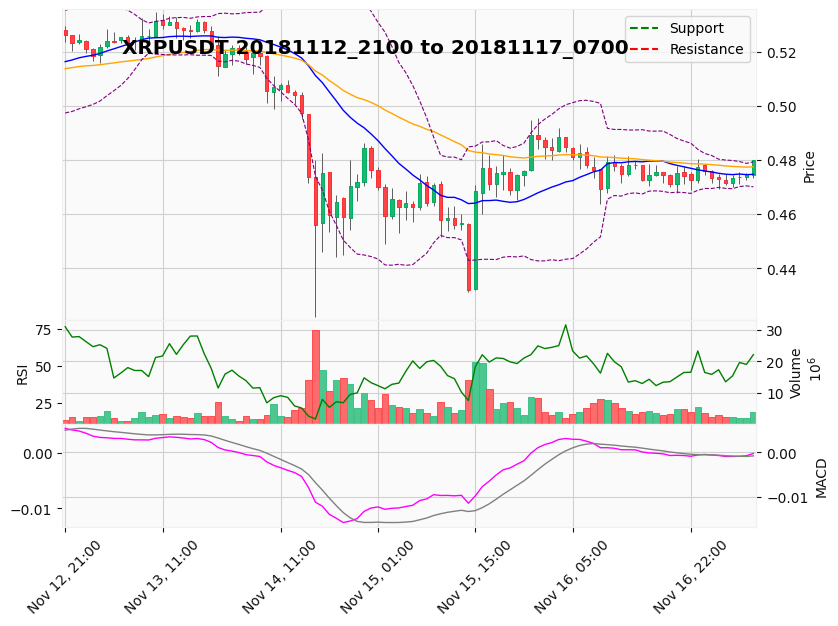 XRPUSDT 20181112_2100 to 20181117_0700
Support
Resistance
0.52
0.50
0.48
0.46
0.44
Price
75
50
25
RSI
30
20
10
Volume
10^6
0.00
−0.01
0.00
−0.01
MACD
Nov 12, 21:00
Nov 13, 11:00
Nov 14, 11:00
Nov 15, 01:00
Nov 15, 15:00
Nov 16, 05:00
Nov 16, 22:00